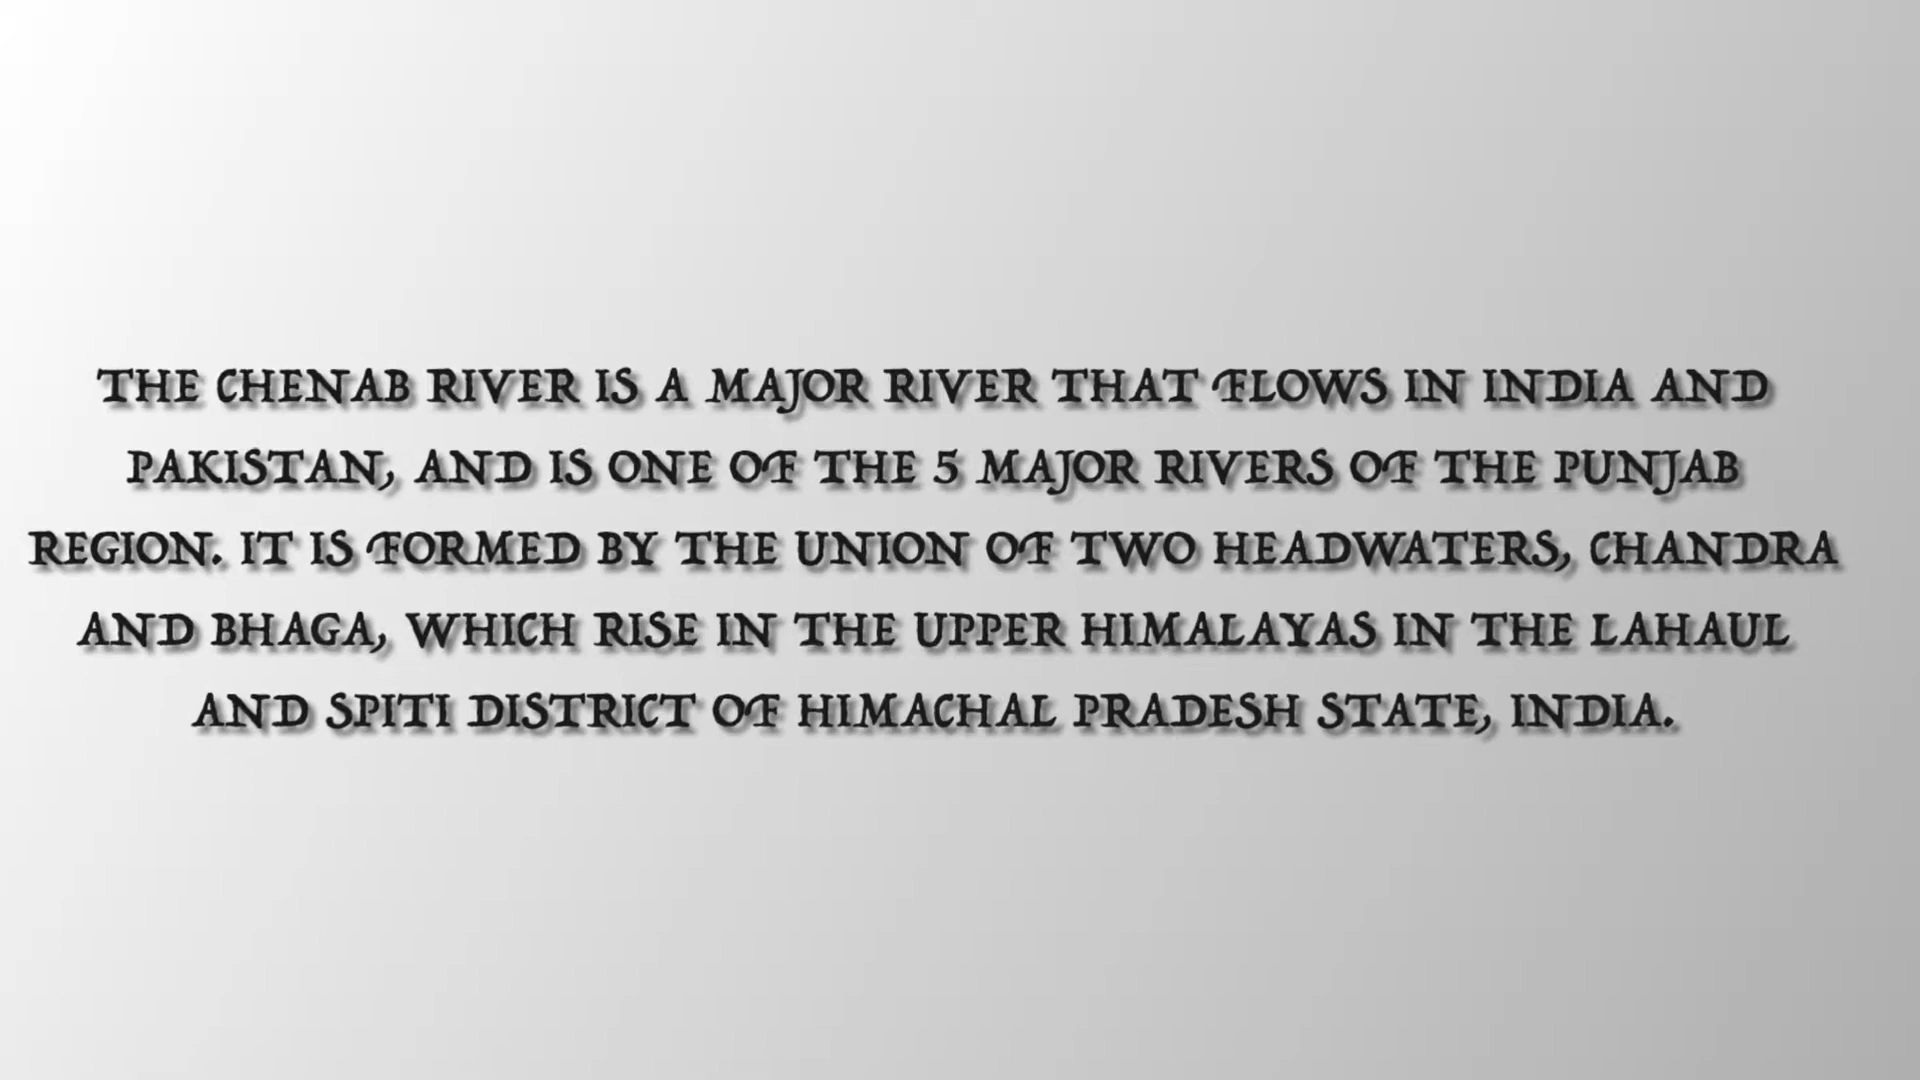 THE CHENAB RIVER IS A MAJOR RIVER THAT FLOWS IN INDIA AND
PAKISTAN, AND IS ONE OF THE 5 MAJOR RIVERS OF THE PUNJAB
REGION. IT IS FORMED BY THE UNION OF TWO HEADWATERS, CHANDRA
AND BHAGA, WHICH RISE IN THE UPPER HIMALAYAS IN THE LAHAUL
AND SPITI DISTRICT OF HIMACHAL PRADESH STATE, INDIA.